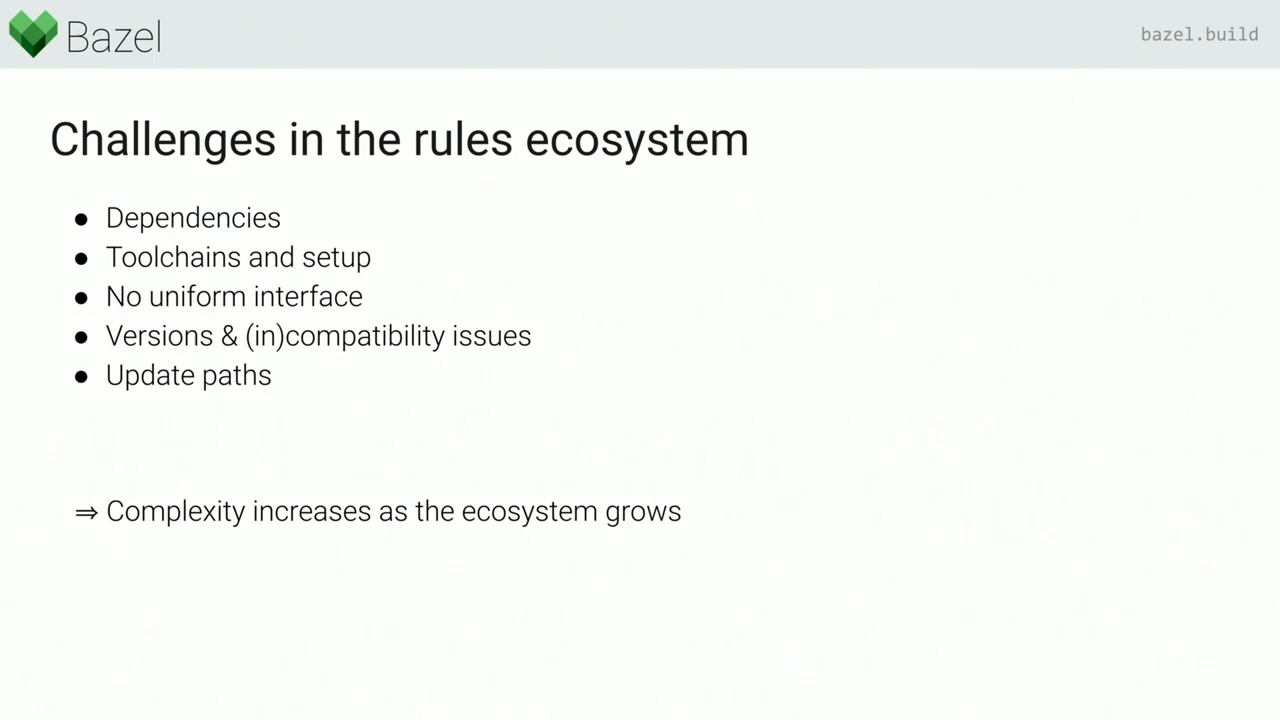 Bazel
bazel.build
Challenges in the rules ecosystem
● Dependencies
● Toolchains and setup
● No uniform interface
● Versions & (in)compatibility issues
● Update paths
⇒ Complexity increases as the ecosystem grows